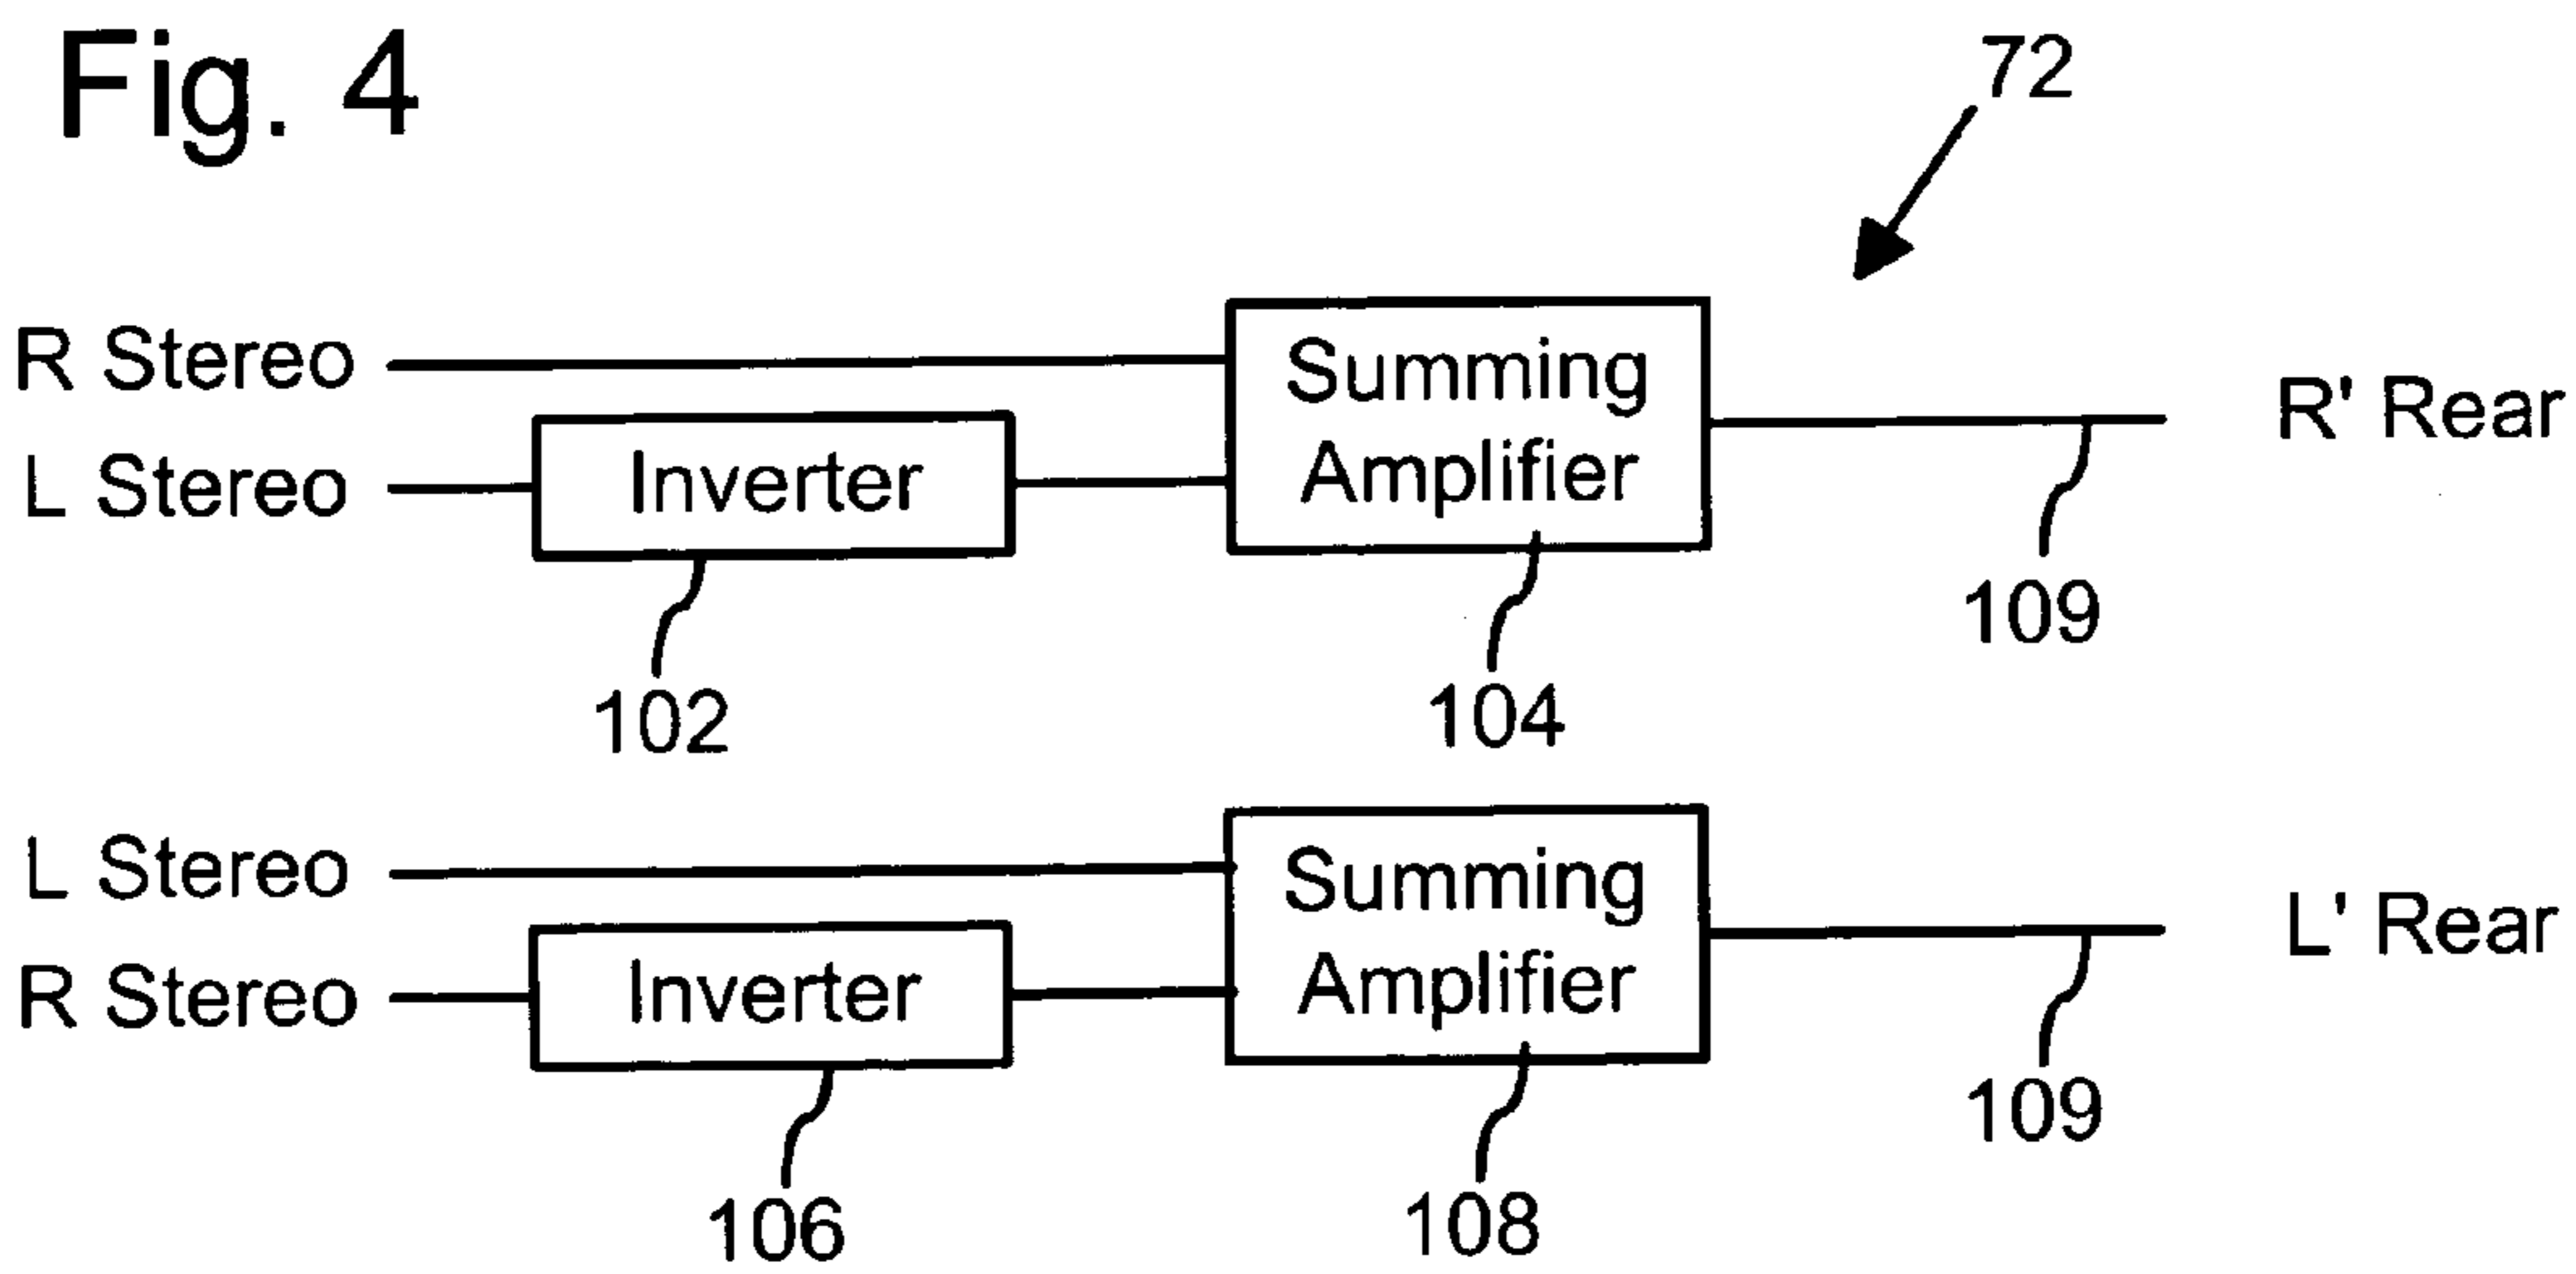 Fig. 4
72
R Stereo
L Stereo
Inverter
Summing
Amplifier
R' Rear
102
104
109
L Stereo
R Stereo
Inverter
Summing
Amplifier
L' Rear
106
108
109